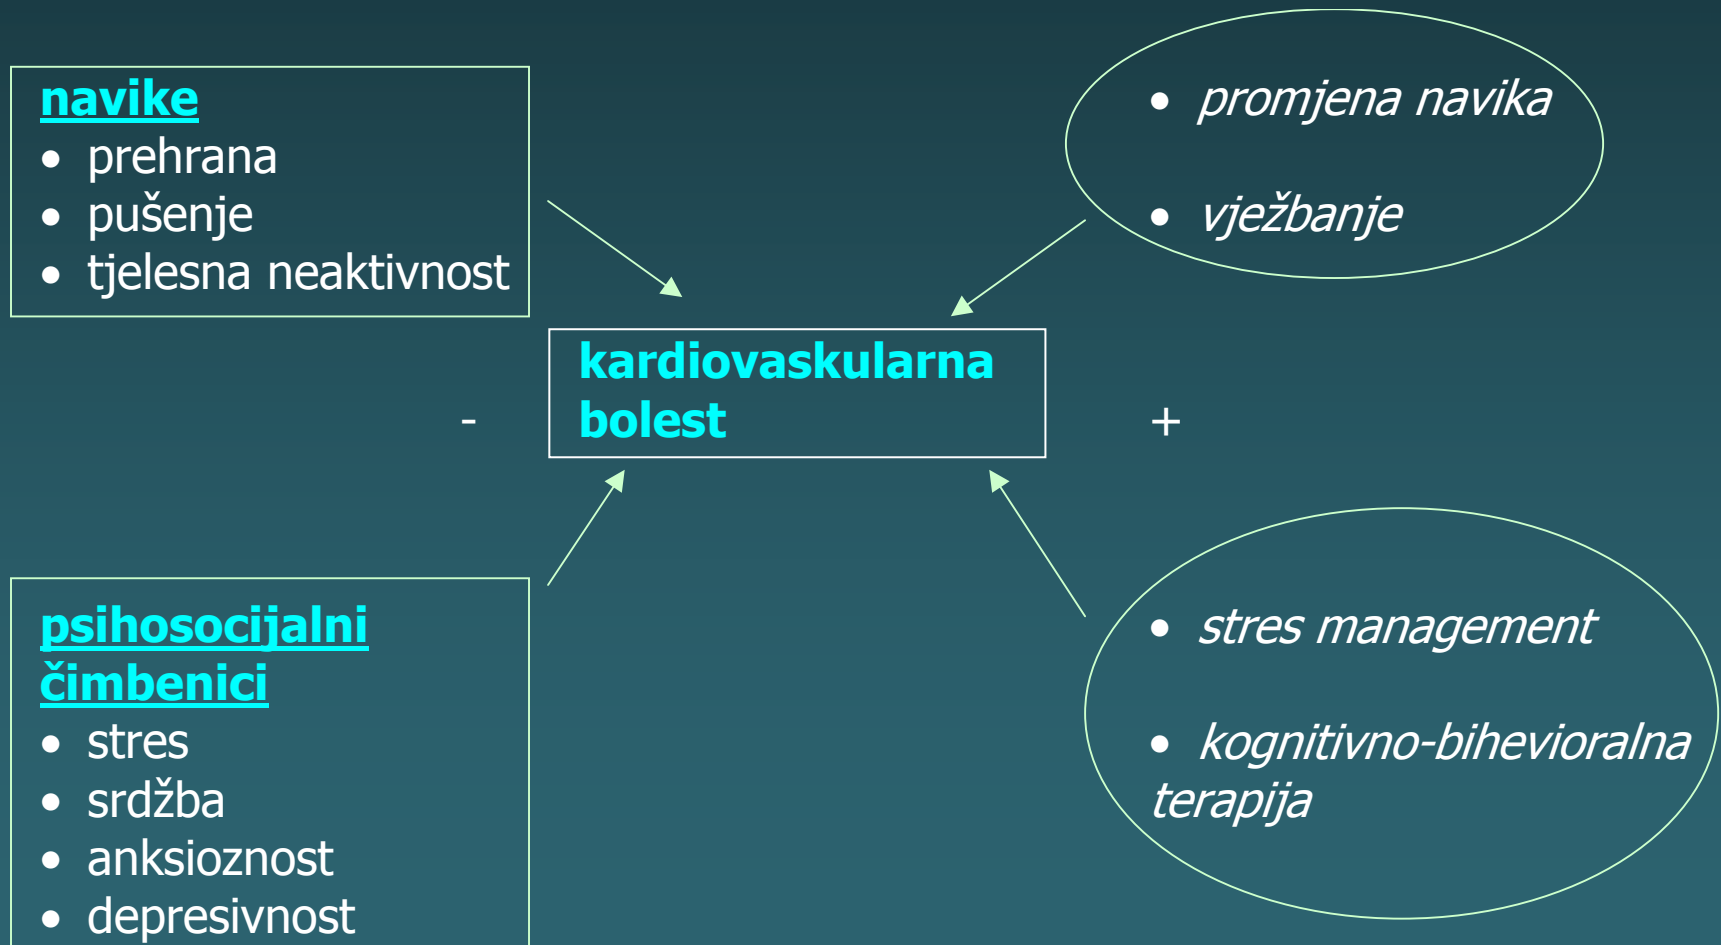 navike
• prehrana
• pušenje
• tjelesna neaktivnost
• promjena navika
• vježbanje
kardiovaskularna
bolest
-
+
psihosocijalni
čimbenici
• stres
• srdžba
• anksioznost
• depresivnost
• stres management
• kognitivno-bihevioralna
terapija